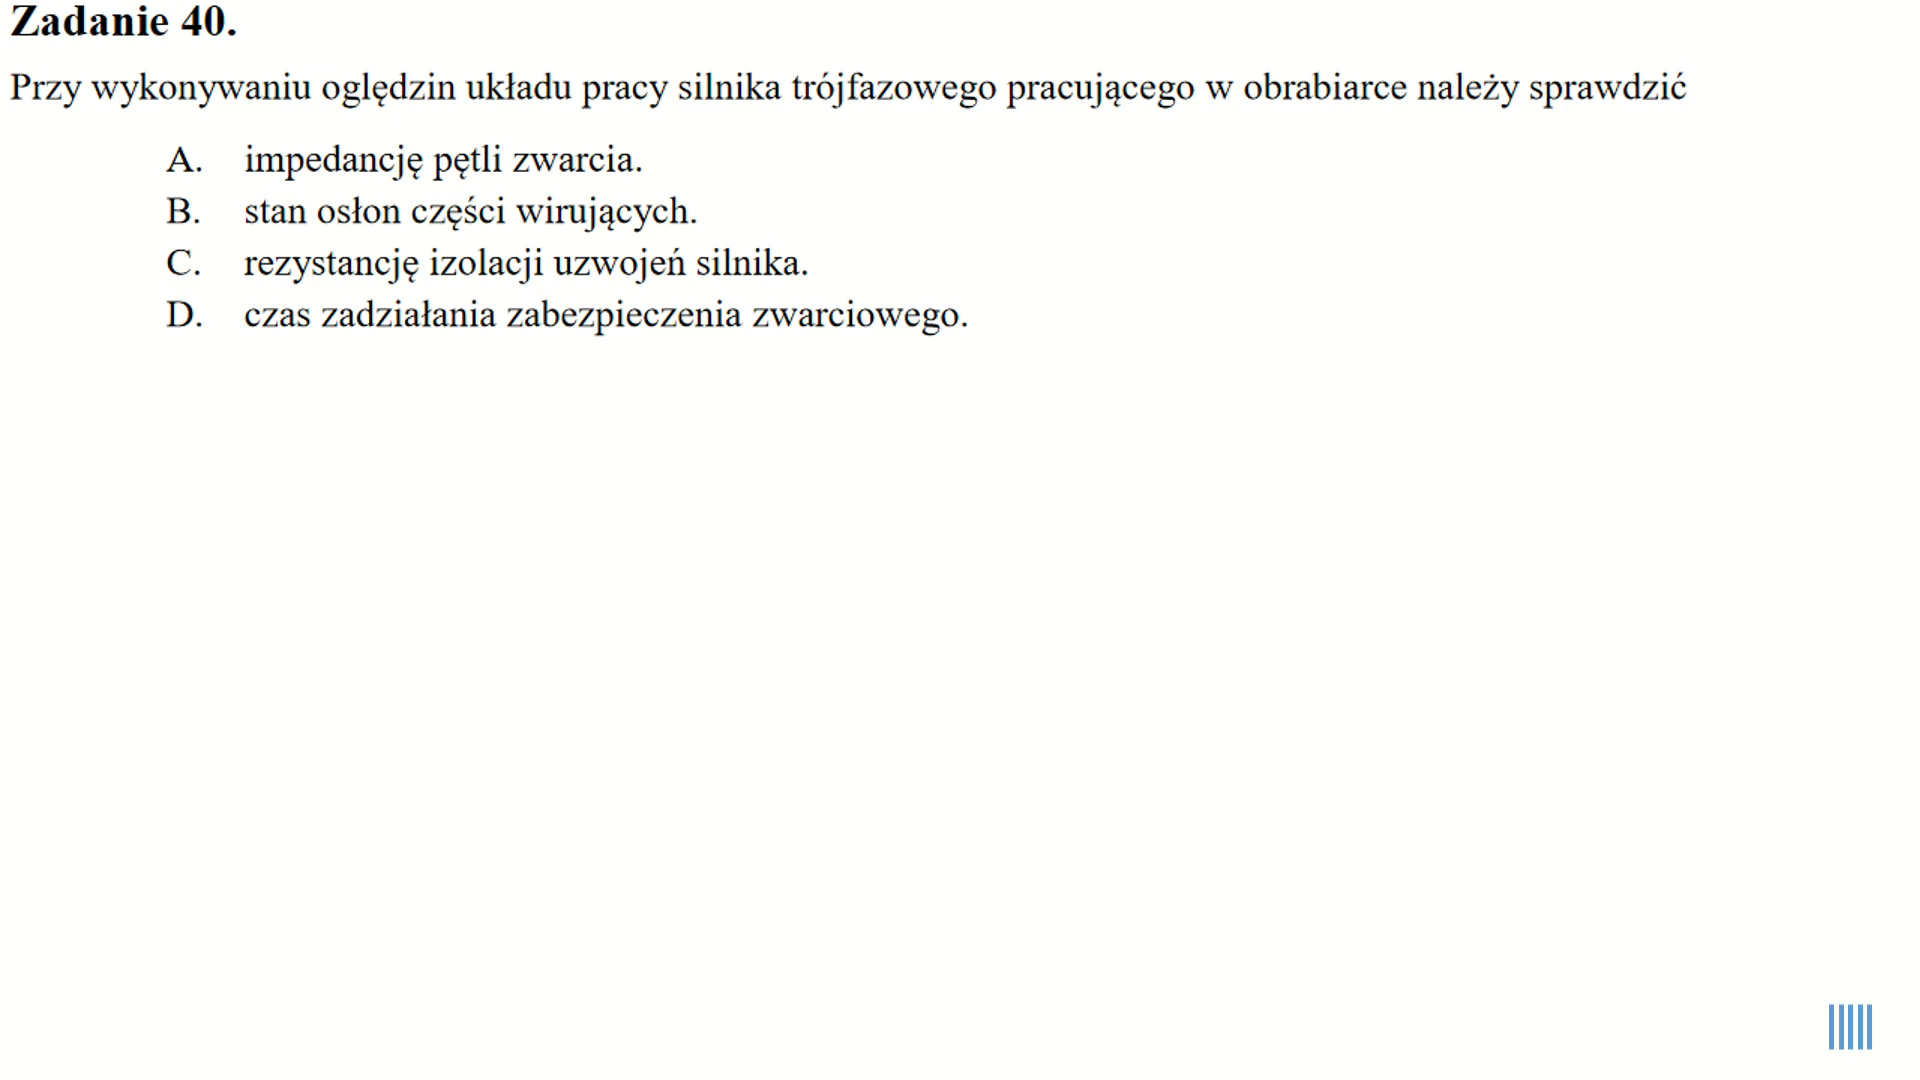 Zadanie 40.
Przy wykonywaniu oględzin układu pracy silnika trójfazowego pracującego w obrabiarce należy sprawdzić
A. impedancję pętli zwarcia.
B. stan osłon części wirujących.
C. rezystancję izolacji uzwojeń silnika.
D. czas zadziałania zabezpieczenia zwarciowego.